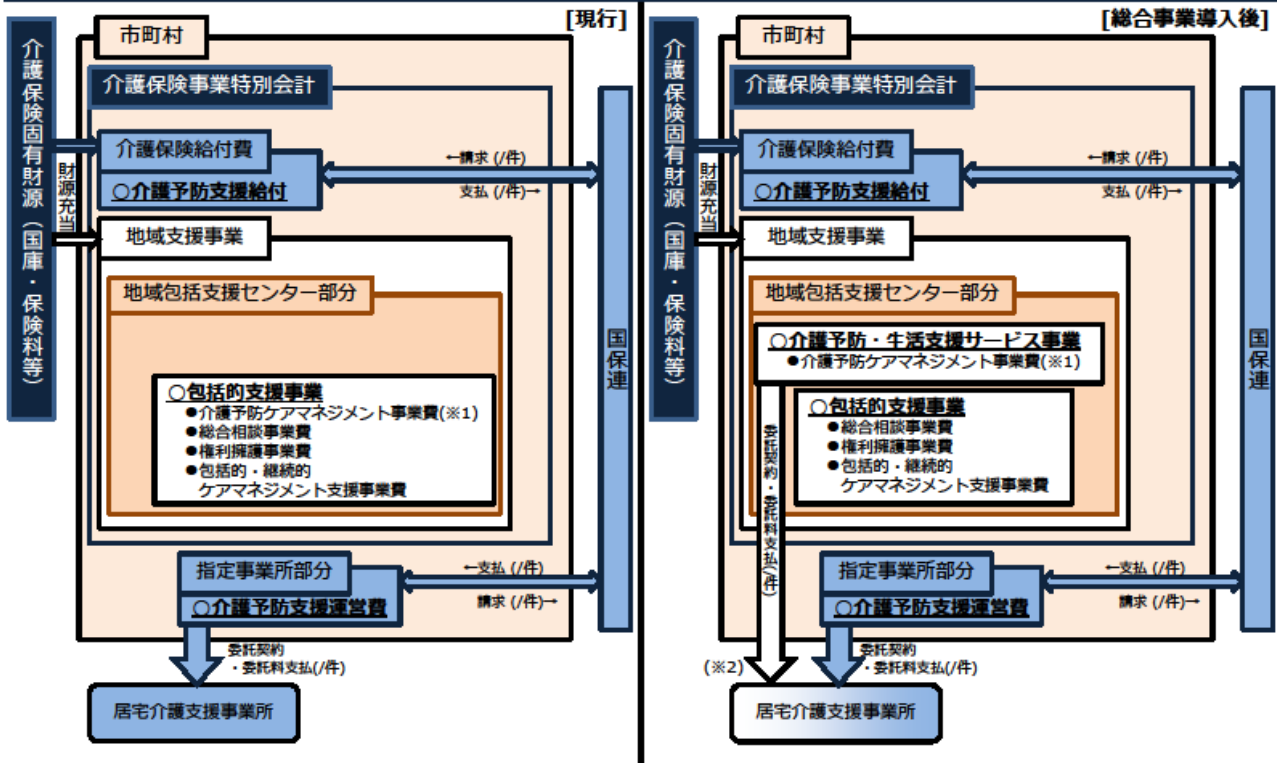 [現行]
市町村
介護保険固有財源(国庫・保険料等)
介護保険事業特別会計
介護保険給付費
○介護予防支援給付
←請求 (/件)
支払 (/件)→
財源充当
地域支援事業
地域包括支援センター部分
○包括的支援事業
●介護予防ケアマネジメント事業費(※1)
●総合相談事業費
●権利擁護事業費
●包括的・継続的
ケアマネジメント支援事業費
国保連
指定事業所部分
○介護予防支援運営費
←支払 (/件)
請求 (/件)→
委託契約
・委託料支払(/件)
居宅介護支援事業所
[総合事業導入後]
市町村
介護保険固有財源(国庫・保険料等)
介護保険事業特別会計
介護保険給付費
○介護予防支援給付
←請求 (/件)
支払 (/件)→
財源充当
地域支援事業
地域包括支援センター部分
○介護予防・生活支援サービス事業
●介護予防ケアマネジメント事業費(※1)
○包括的支援事業
●総合相談事業費
●権利擁護事業費
●包括的・継続的
ケアマネジメント支援事業費
委託契約・委託料支払(/件)
国保連
指定事業所部分
○介護予防支援運営費
←支払 (/件)
請求 (/件)→
委託契約
・委託料支払(/件)
(※2)
居宅介護支援事業所